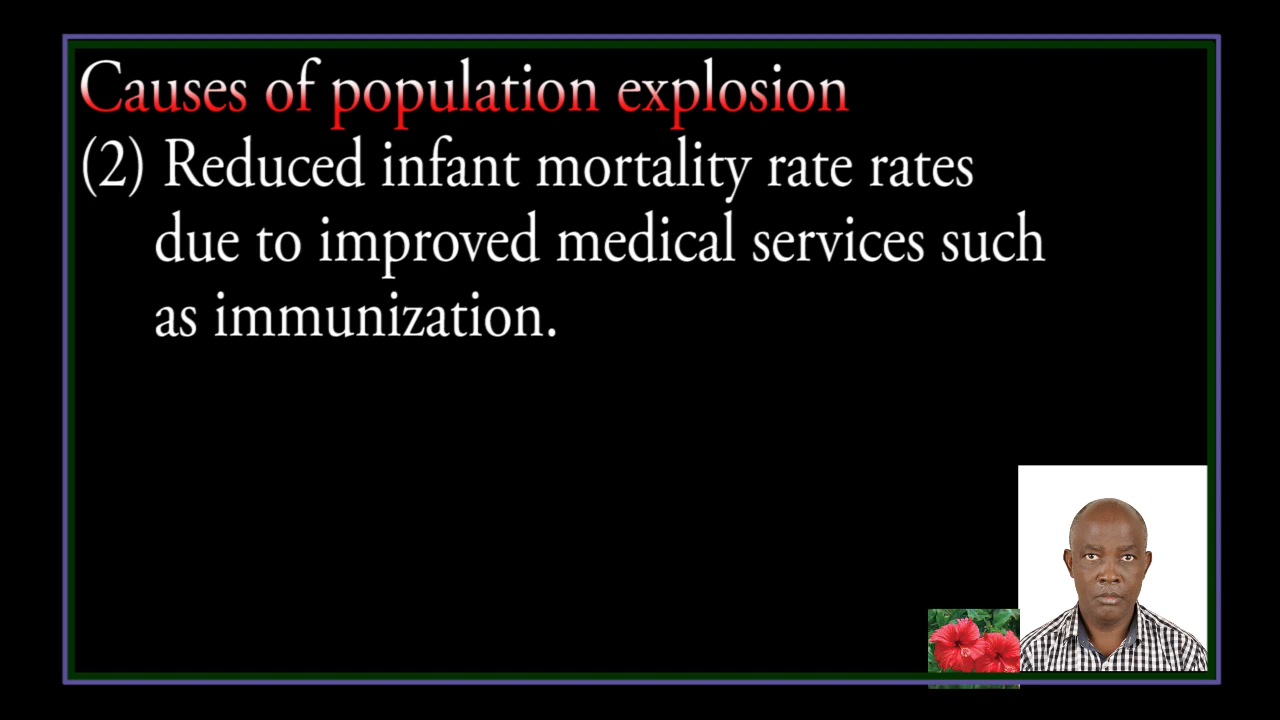 Causes of population explosion
(2) Reduced infant mortality rate rates
due to improved medical services such
as immunization.